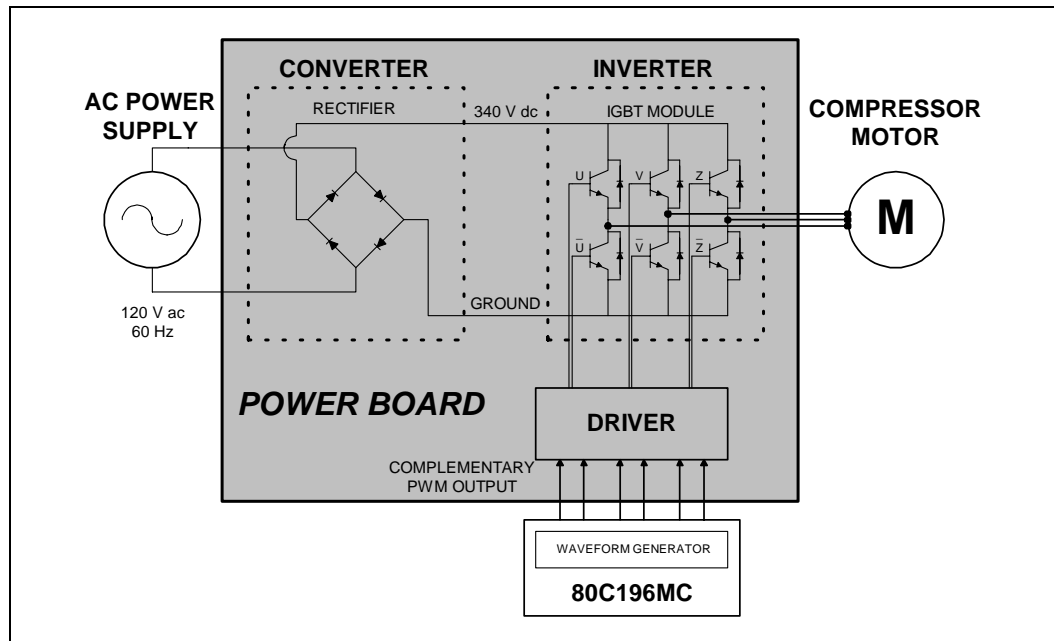 CONVERTER
INVERTER
AC POWER
SUPPLY
RECTIFIER
340 V dc
IGBT MODULE
COMPRESSOR
MOTOR
U
V
Z
M
U̅
V̅
Z̅
120 V ac
60 Hz
GROUND
POWER BOARD
DRIVER
COMPLEMENTARY
PWM OUTPUT
WAVEFORM GENERATOR
80C196MC